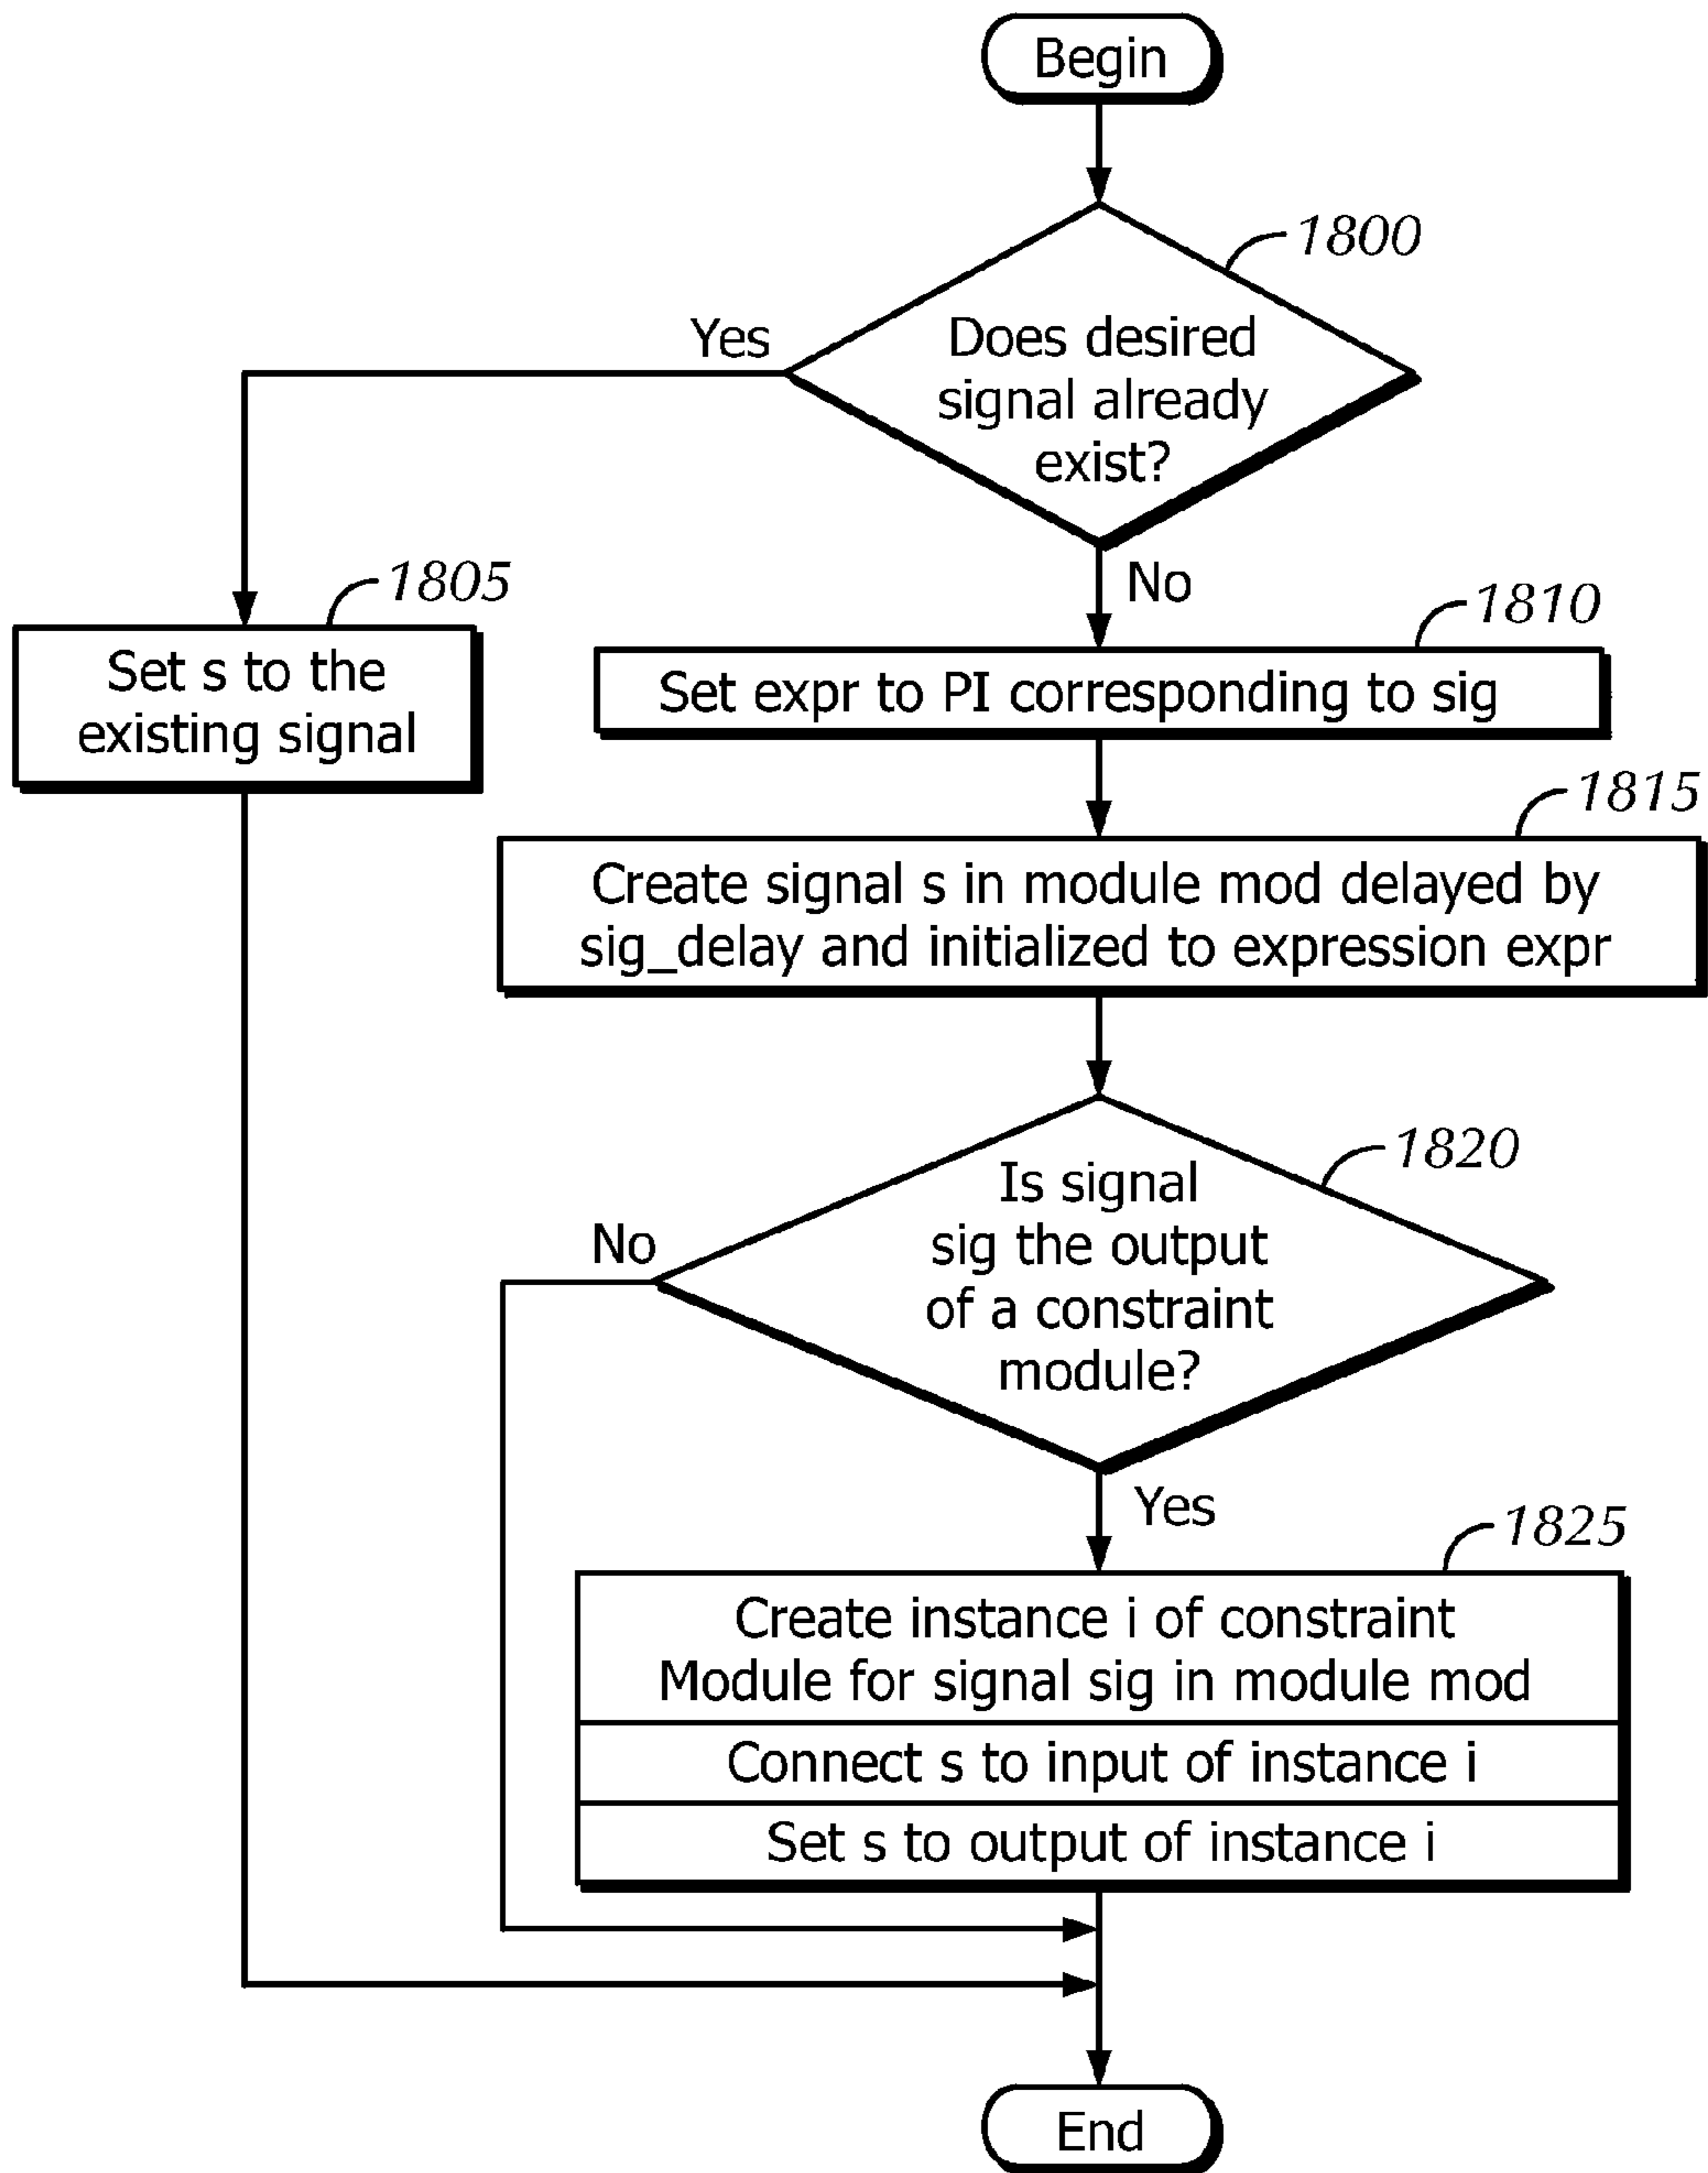 Begin
1800
Yes
Does desired
signal already
exist?
No
1805
Set s to the
existing signal
1810
Set expr to PI corresponding to sig
1815
Create signal s in module mod delayed by
sig_delay and initialized to expression expr
1820
Is signal
sig the output
of a constraint
module?
No
Yes
1825
Create instance i of constraint
Module for signal sig in module mod
Connect s to input of instance i
Set s to output of instance i
End